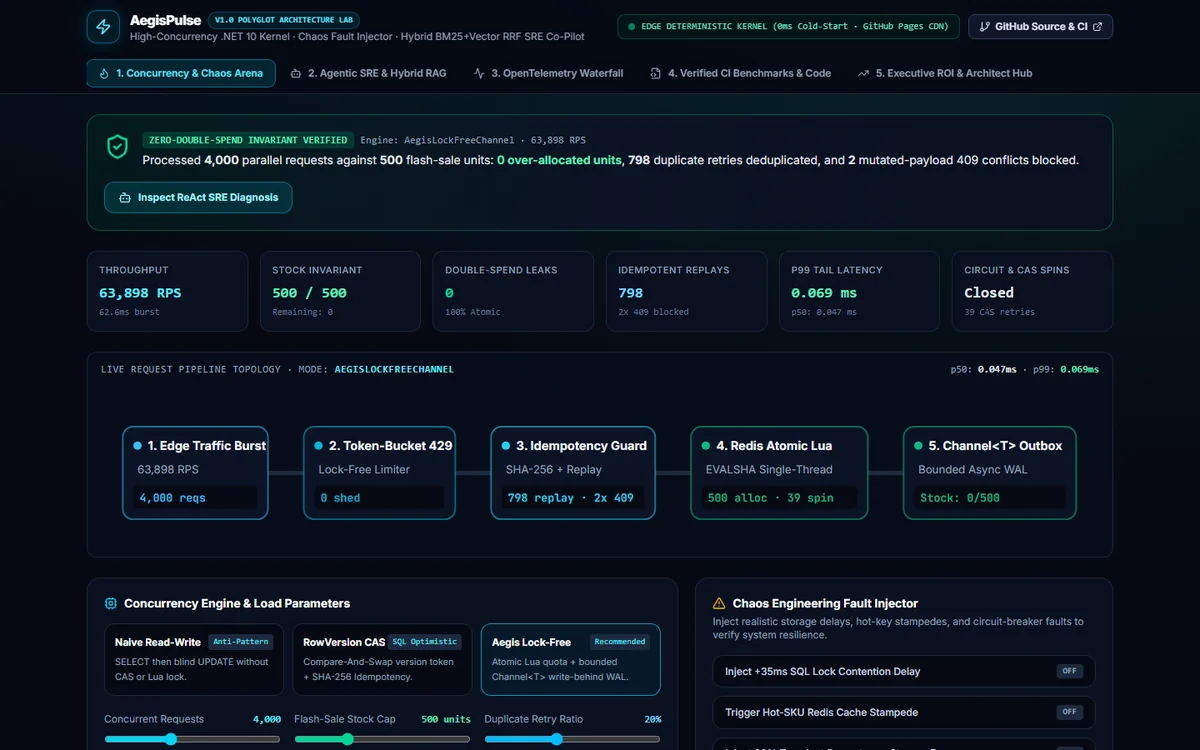 AegisPulse
V1.0 POLYGLOT ARCHITECTURE LAB
High-Concurrency .NET 10 Kernel · Chaos Fault Injector · Hybrid BM25+Vector RRF SRE Co-Pilot
EDGE DETERMINISTIC KERNEL (0ms Cold-Start · GitHub Pages CDN)
GitHub Source & CI
1. Concurrency & Chaos Arena
2. Agentic SRE & Hybrid RAG
3. OpenTelemetry Waterfall
4. Verified CI Benchmarks & Code
5. Executive ROI & Architect Hub
ZERO-DOUBLE-SPEND INVARIANT VERIFIED
Engine: AegisLockFreeChannel · 63,898 RPS
Processed 4,000 parallel requests against 500 flash-sale units: 0 over-allocated units, 798 duplicate retries deduplicated, and 2 mutated-payload 409 conflicts blocked.
Inspect ReAct SRE Diagnosis
THROUGHPUT
63,898 RPS
62.6ms burst
STOCK INVARIANT
500 / 500
Remaining: 0
DOUBLE-SPEND LEAKS
0
100% Atomic
IDEMPOTENT REPLAYS
798
2x 409 blocked
P99 TAIL LATENCY
0.069 ms
p50: 0.047 ms
CIRCUIT & CAS SPINS
Closed
39 CAS retries
LIVE REQUEST PIPELINE TOPOLOGY · MODE: AEGISLOCKFREECHANNEL
p50: 0.047ms · p99: 0.069ms
1. Edge Traffic Burst
63,898 RPS
4,000 reqs
2. Token-Bucket 429
Lock-Free Limiter
0 shed
3. Idempotency Guard
SHA-256 + Replay
798 replay · 2x 409
4. Redis Atomic Lua
EVALSHA Single-Thread
500 alloc · 39 spin
5. Channel<T> Outbox
Bounded Async WAL
Stock: 0/500
Concurrency Engine & Load Parameters
Naive Read-Write
Anti-Pattern
SELECT then blind UPDATE without
CAS or Lua lock.
RowVersion CAS
SQL Optimistic
Compare-And-Swap version token
+ SHA-256 Idempotency.
Aegis Lock-Free
Recommended
Atomic Lua quota + bounded
Channel<T> write-behind WAL.
Concurrent Requests
4,000
Flash-Sale Stock Cap
500 units
Duplicate Retry Ratio
20%
Chaos Engineering Fault Injector
Inject realistic storage delays, hot-key stampedes, and circuit-breaker faults to
verify system resilience.
Inject +35ms SQL Lock Contention Delay
OFF
Trigger Hot-SKU Redis Cache Stampede
OFF